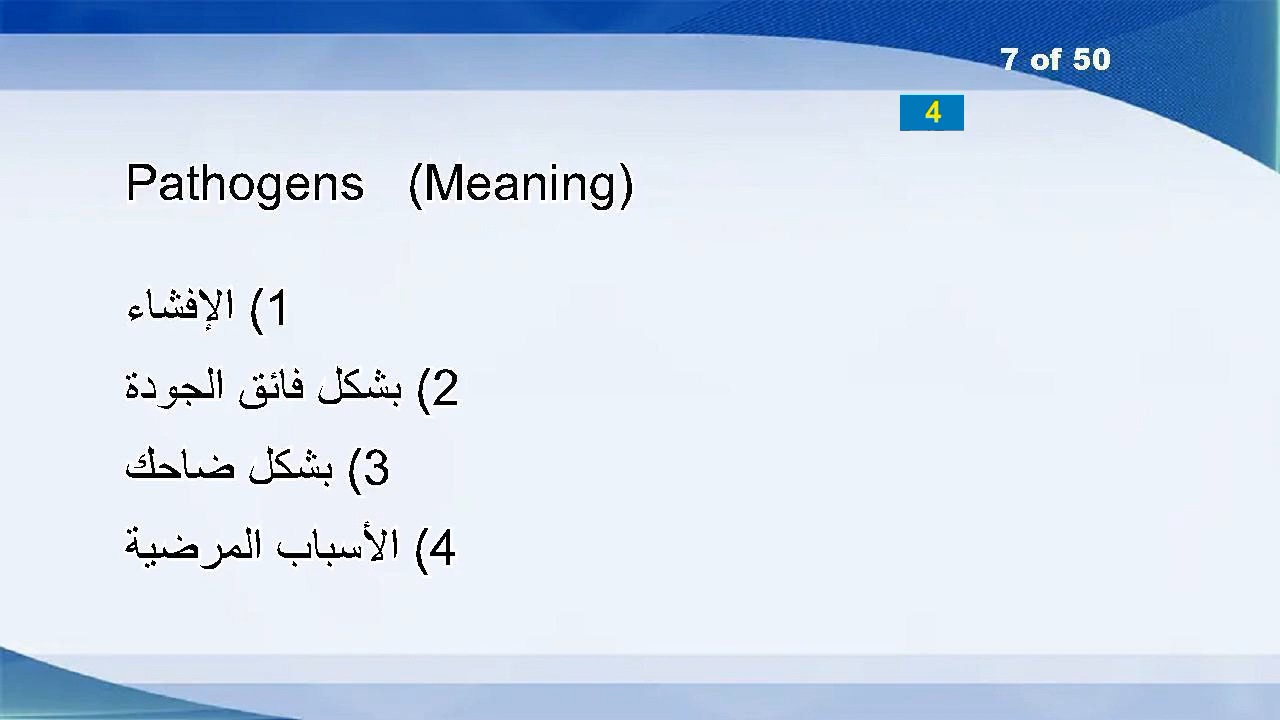 7 of 50
4
Pathogens (Meaning)
1) الإفشاء
2) بشكل فائق الجودة
3) بشكل ضاحك
4) الأسباب المرضية